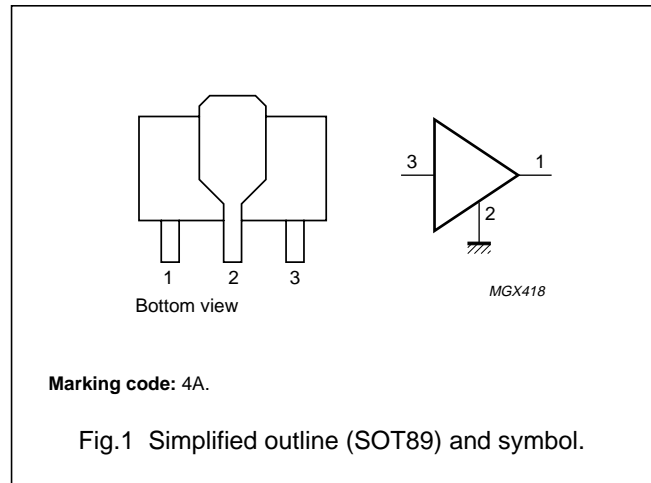 1 2 3
Bottom view
3 1
2
MGX418
Marking code: 4A.
Fig.1 Simplified outline (SOT89) and symbol.